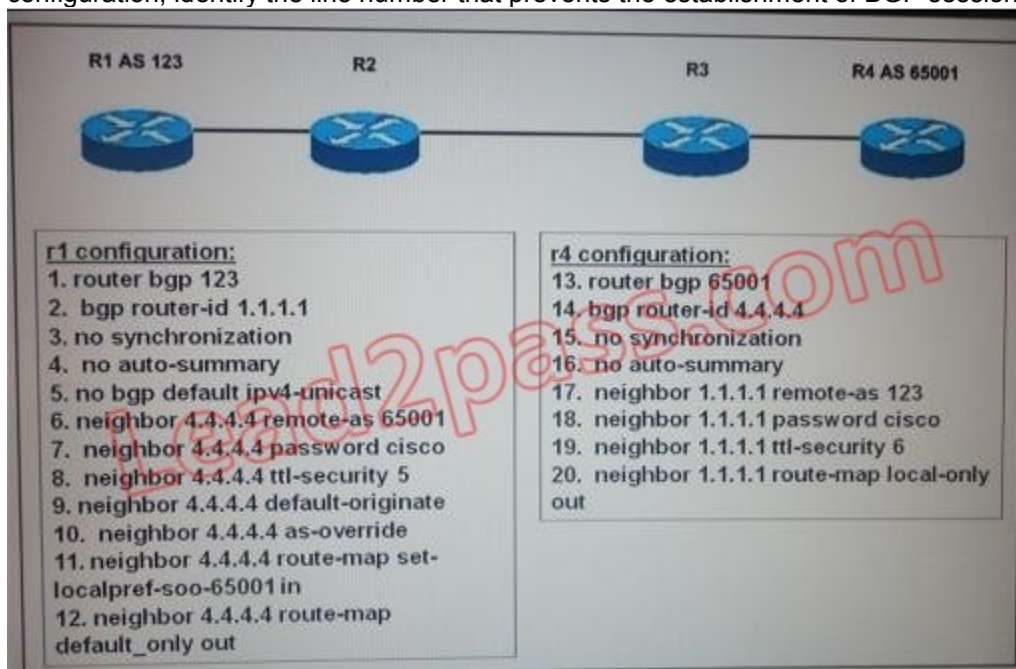 configuration, identify the line number that prevents the establishment of BGP session
R1 AS 123
R2
R3
R4 AS 65001
r1 configuration:
1. router bgp 123
2. bgp router-id 1.1.1.1
3. no synchronization
4. no auto-summary
5. no bgp default ipv4-unicast
6. neighbor 4.4.4.4 remote-as 65001
7. neighbor 4.4.4.4 password cisco
8. neighbor 4.4.4.4 ttl-security 5
9. neighbor 4.4.4.4 default-originate
10. neighbor 4.4.4.4 as-override
11. neighbor 4.4.4.4 route-map set-
localpref-soo-65001 in
12. neighbor 4.4.4.4 route-map
default_only out
r4 configuration:
13. router bgp 65001
14. bgp router-id 4.4.4.4
15. no synchronization
16. no auto-summary
17. neighbor 1.1.1.1 remote-as 123
18. neighbor 1.1.1.1 password cisco
19. neighbor 1.1.1.1 ttl-security 6
20. neighbor 1.1.1.1 route-map local-only
out
Lead2pass.com